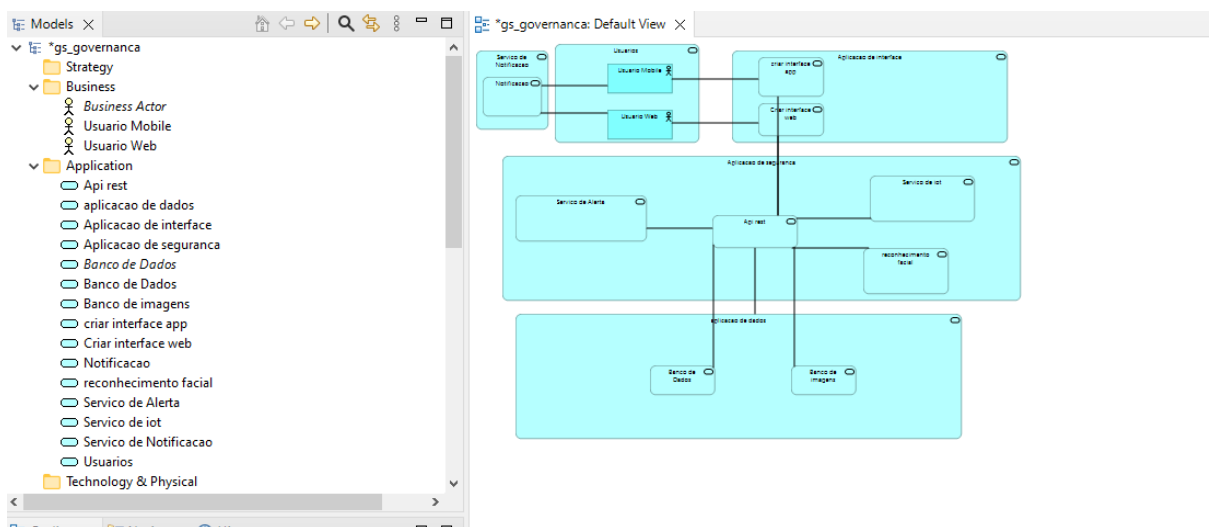 Models
*gs_governanca
Strategy
Business
Business Actor
Usuario Mobile
Usuario Web
Application
Api rest
aplicacao de dados
Aplicacao de interface
Aplicacao de seguranca
Banco de Dados
Banco de Dados
Banco de imagens
criar interface app
Criar interface web
Notificacao
reconhecimento facial
Servico de Alerta
Servico de iot
Servico de Notificacao
Usuarios
Technology & Physical
*gs_governanca: Default View
Servico de
Notificacao
Notificacao
Usuarios
Usuario Mobile
Usuario Web
criar interface
app
Criar interface
web
Aplicacao de interface
Aplicacao de seguranca
Servico de Alerta
Api rest
Servico de iot
reconhecimento
facial
aplicacao de dados
Banco de
Dados
Banco de
imagens